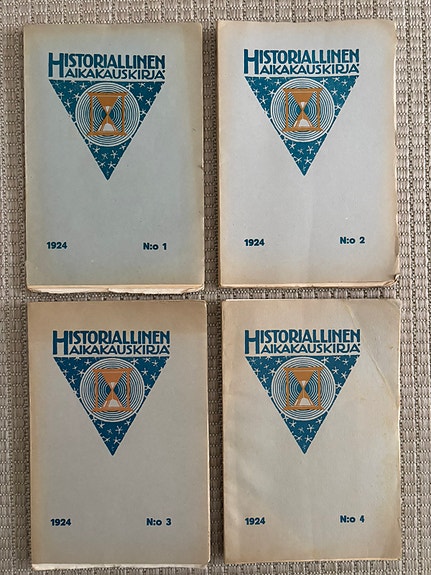 HISTORIALLINEN
AIKAKAUSKIRJA
1924 N:o 1
HISTORIALLINEN
AIKAKAUSKIRJA
1924 N:o 2
HISTORIALLINEN
AIKAKAUSKIRJA
1924 N:o 3
HISTORIALLINEN
AIKAKAUSKIRJA
1924 N:o 4